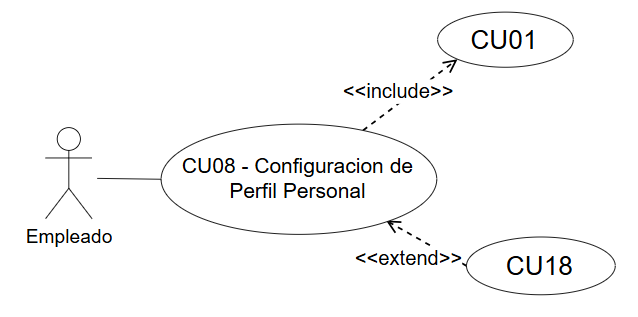 CU01
<<include>>
CU08 - Configuracion de
Perfil Personal
Empleado
<<extend>>
CU18